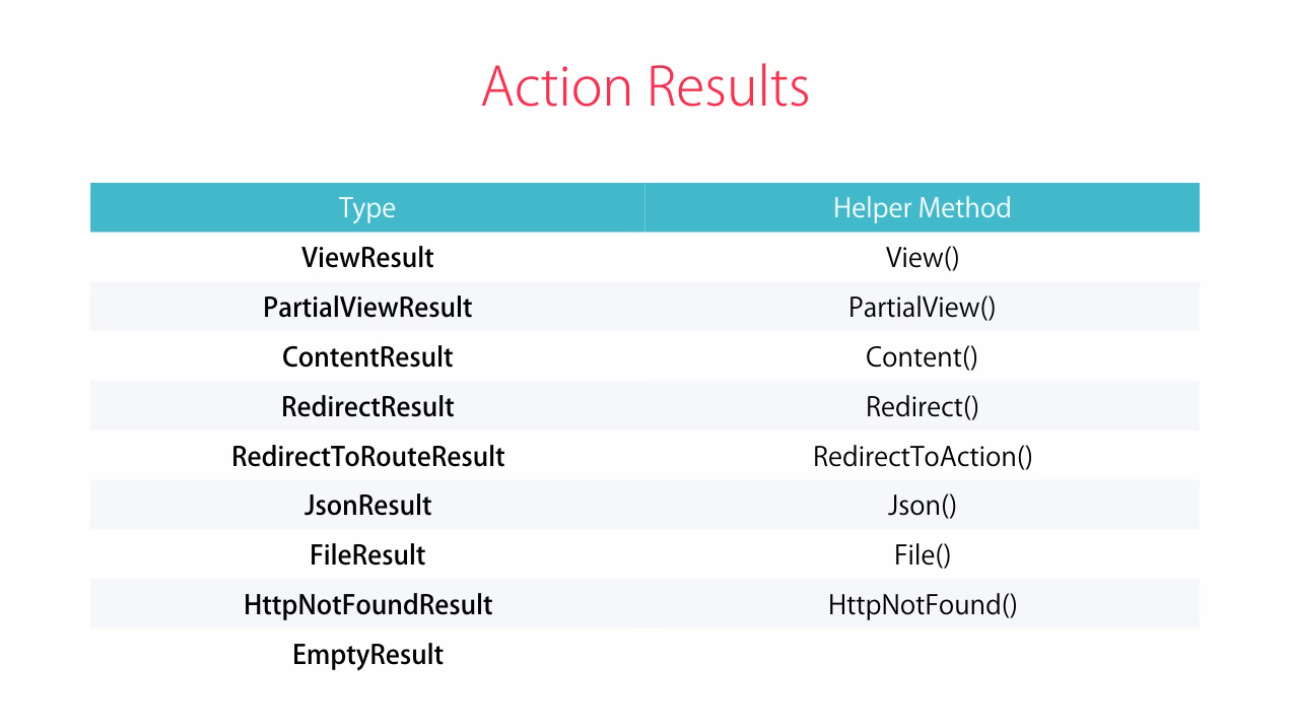 Action Results
Type Helper Method
ViewResult View()
PartialViewResult PartialView()
ContentResult Content()
RedirectResult Redirect()
RedirectToRouteResult RedirectToAction()
JsonResult Json()
FileResult File()
HttpNotFoundResult HttpNotFound()
EmptyResult